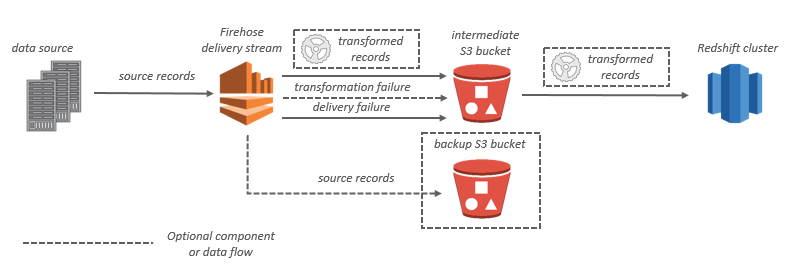 data source
source records
Firehose
delivery stream
transformed
records
transformation failure
delivery failure
intermediate
S3 bucket
transformed
records
Redshift cluster
source records
backup S3 bucket
Optional component
or data flow